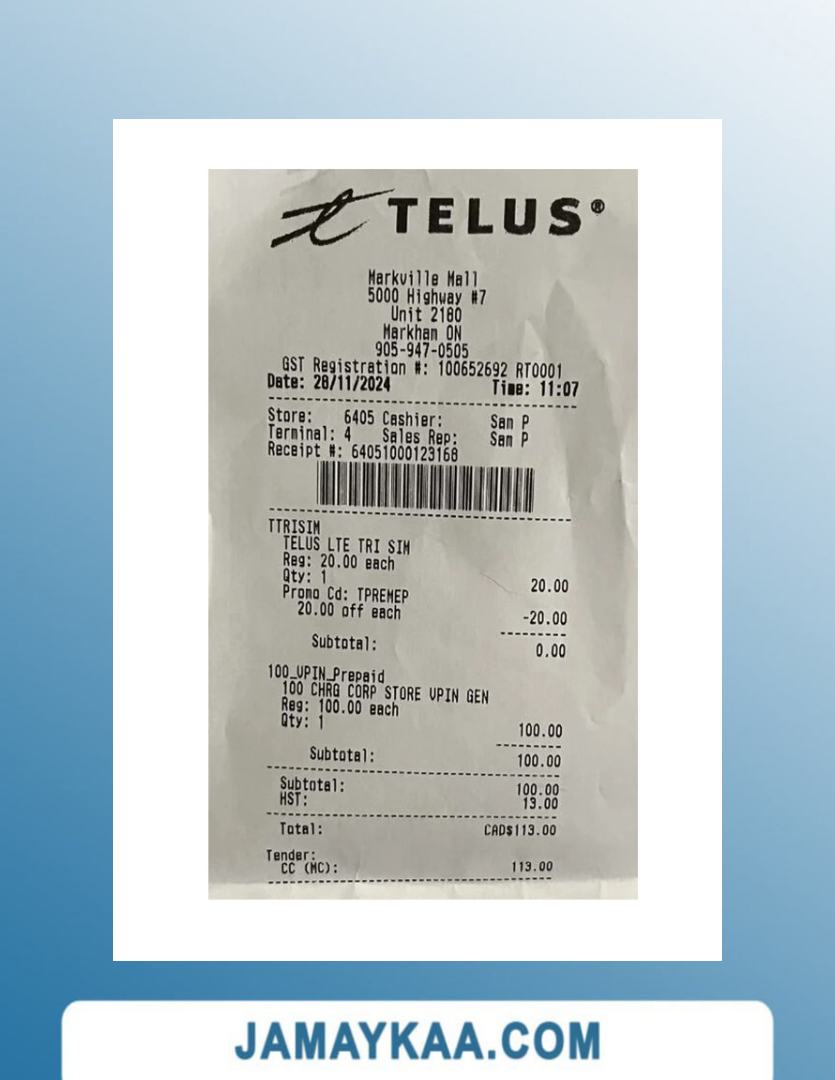 TELUS®
Markville Mall
5000 Highway #7
Unit 2180
Markham ON
905-947-0505
GST Registration #: 100652692 RT0001
Date: 28/11/2024 Time: 11:07
Store: 6405 Cashier: Sam P
Terminal: 4 Sales Rep: Sam P
Receipt #: 64051000123168
TTRISIM
TELUS LTE TRI SIM
Reg: 20.00 each
Qty: 1 20.00
Promo Cd: TPREMEP
20.00 off each -20.00
Subtotal: 0.00
100_VPIN_Prepaid
100 CHRG CORP STORE VPIN GEN
Reg: 100.00 each
Qty: 1 100.00
Subtotal: 100.00
Subtotal: 100.00
HST: 13.00
Total: CAD$113.00
Tender:
CC (MC): 113.00
JAMAYKAA.COM